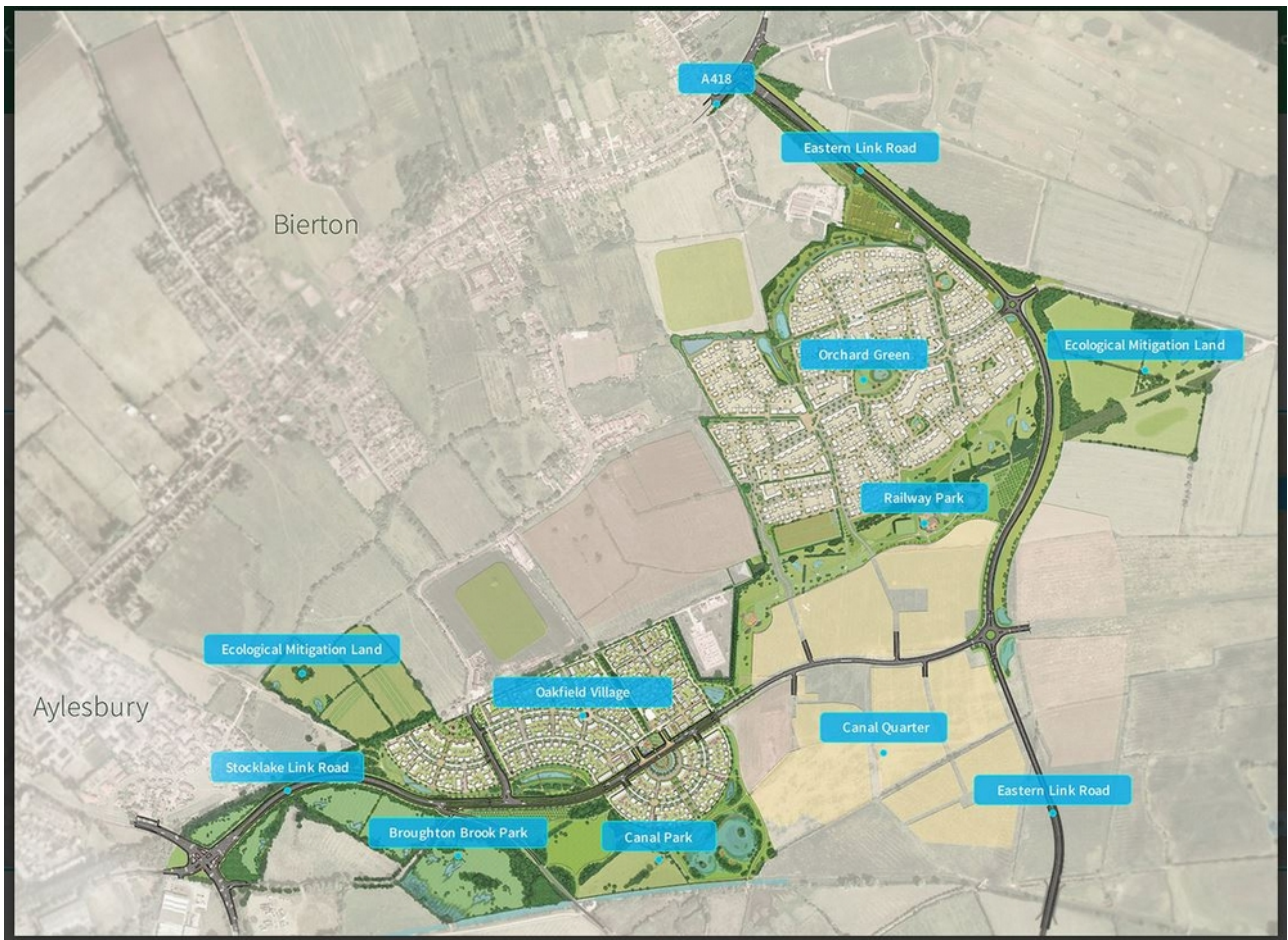 A418
Eastern Link Road
Bierton
Ecological Mitigation Land
Orchard Green
Railway Park
Ecological Mitigation Land
Oakfield Village
Aylesbury
Canal Quarter
Stocklake Link Road
Eastern Link Road
Broughton Brook Park
Canal Park